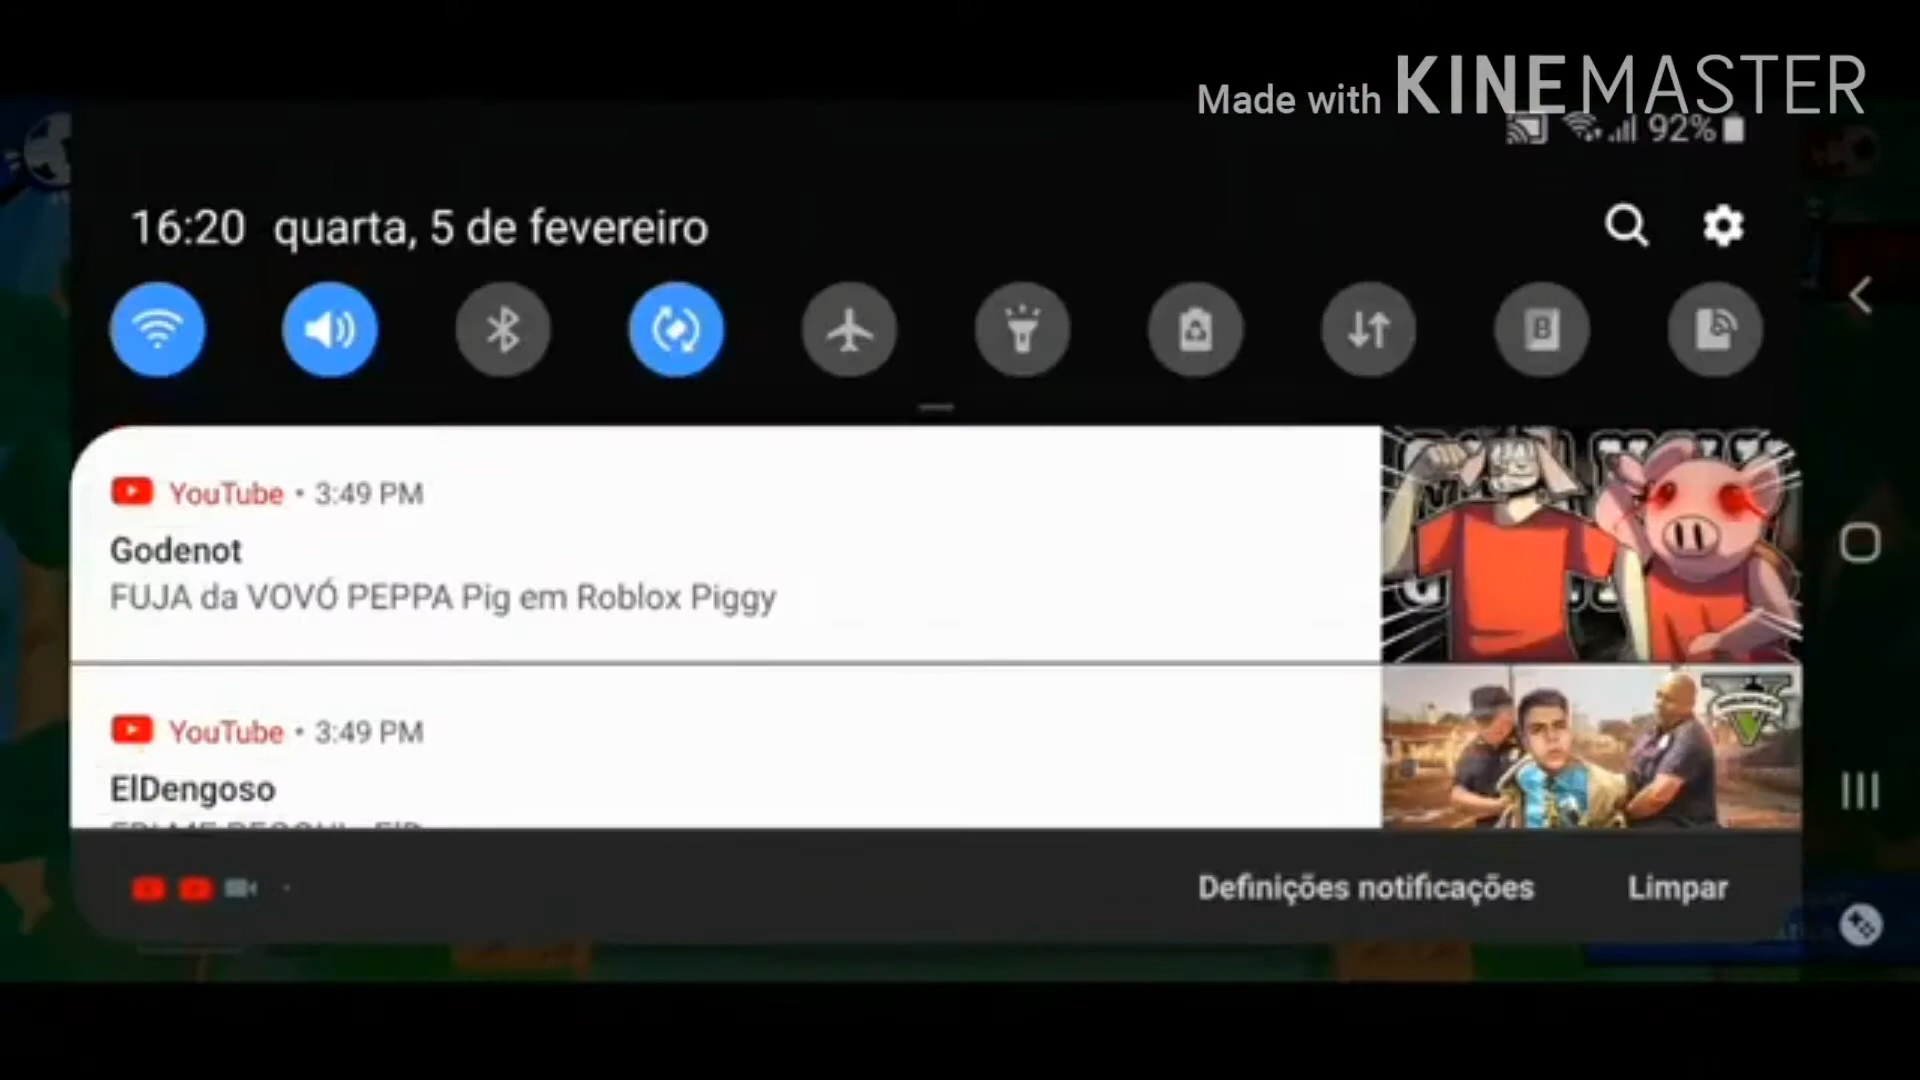 Made with KINEMASTER
92%
16:20 quarta, 5 de fevereiro
YouTube • 3:49 PM
Godenot
FUJA da VOVÓ PEPPA Pig em Roblox Piggy
YouTube • 3:49 PM
ElDengoso
Definições notificações Limpar